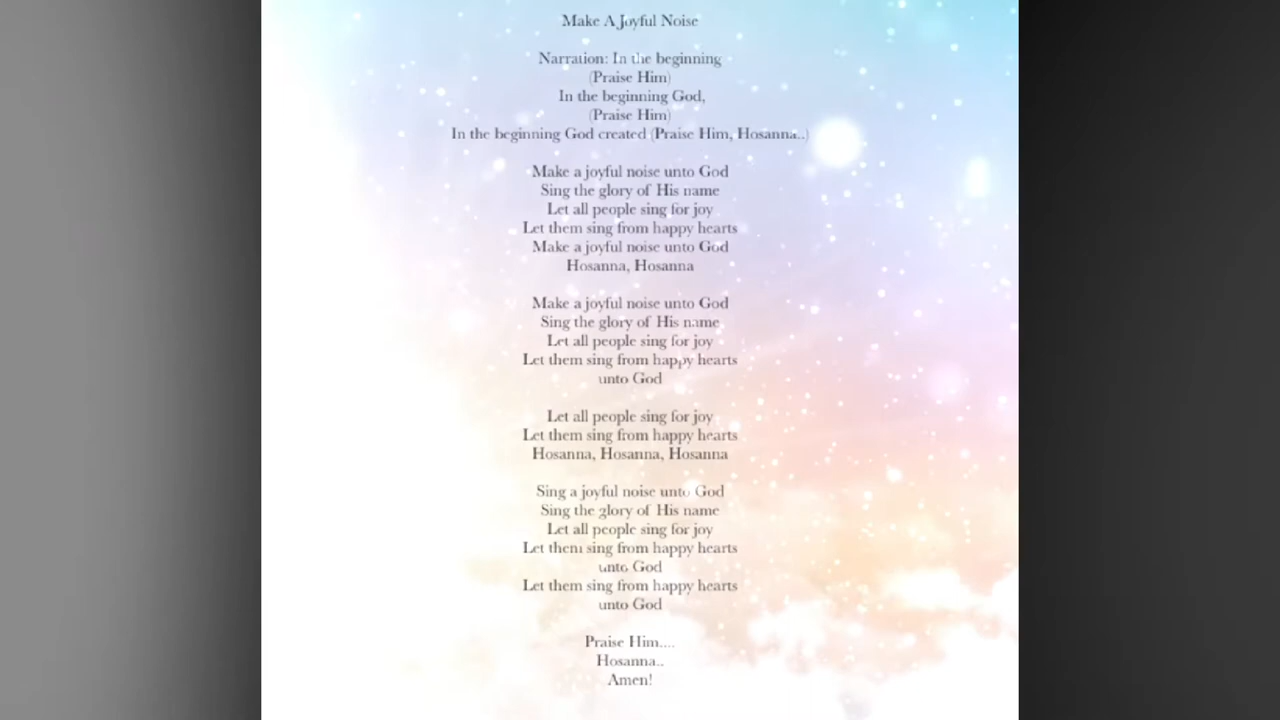 Make A Joyful Noise
Narration: In the beginning
(Praise Him)
In the beginning God,
(Praise Him)
In the beginning God created (Praise Him, Hosanna..)
Make a joyful noise unto God
Sing the glory of His name
Let all people sing for joy
Let them sing from happy hearts
Make a joyful noise unto God
Hosanna, Hosanna
Make a joyful noise unto God
Sing the glory of His name
Let all people sing for joy
Let them sing from happy hearts
unto God
Let all people sing for joy
Let them sing from happy hearts
Hosanna, Hosanna, Hosanna
Sing a joyful noise unto God
Sing the glory of His name
Let all people sing for joy
Let them sing from happy hearts
unto God
Let them sing from happy hearts
unto God
Praise Him....
Hosanna..
Amen!